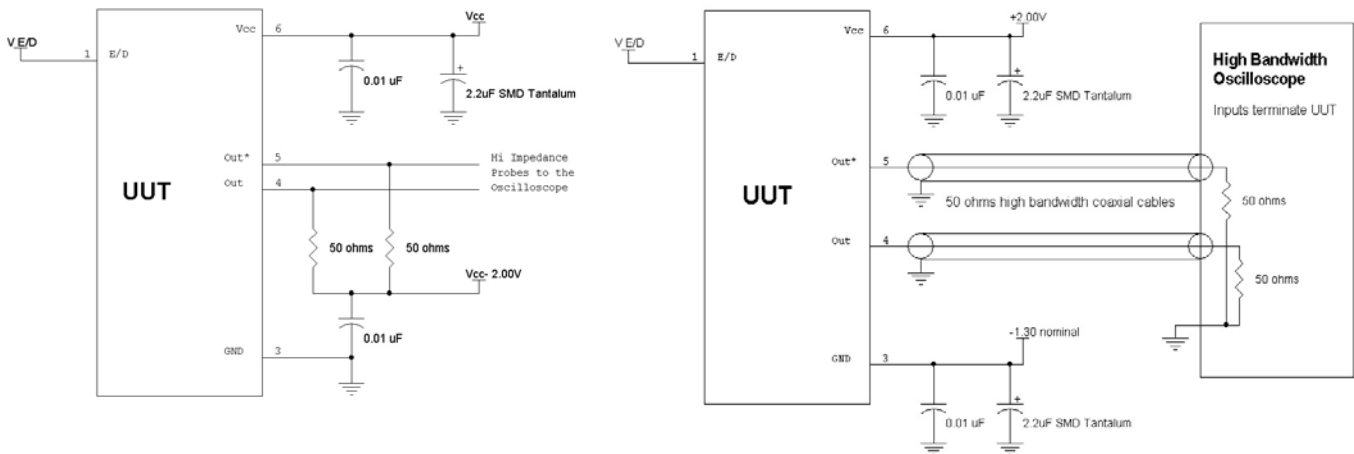 Vcc
Vcc 6
V E/D
1 E/D
0.01 uF
2.2uF SMD Tantalum
Out* 5
Hi Impedance
Probes to the
Oscilloscope
Out 4
UUT
50 ohms
50 ohms
Vcc- 2.00V
0.01 uF
GND 3
+2.00V
Vcc 6
V E/D
1 E/D
0.01 uF
2.2uF SMD Tantalum
High Bandwidth
Oscilloscope
Inputs terminate UUT
Out* 5
UUT
50 ohms high bandwidth coaxial cables
50 ohms
Out 4
50 ohms
-1.30 nominal
GND 3
0.01 uF
2.2uF SMD Tantalum